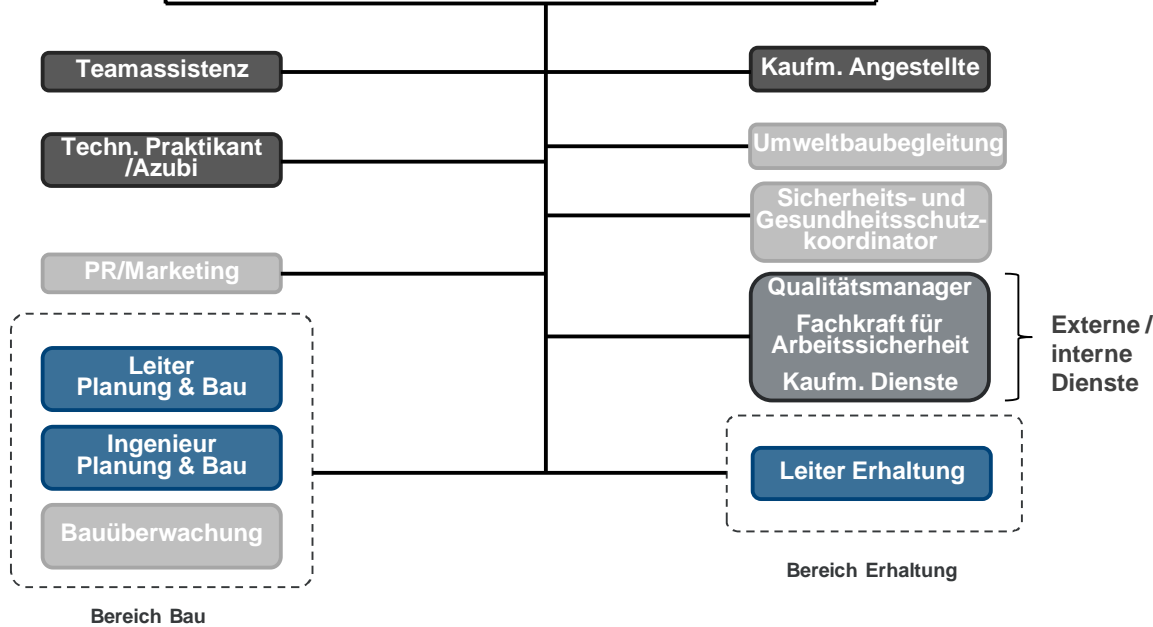 Teamassistenz
Kaufm. Angestellte
Techn. Praktikant
/Azubi
Umweltbaubegleitung
Sicherheits- und
Gesundheitsschutz-
koordinator
PR/Marketing
Qualitätsmanager
Fachkraft für
Arbeitssicherheit
Kaufm. Dienste
Externe /
interne
Dienste
Leiter
Planung & Bau
Ingenieur
Planung & Bau
Bauüberwachung
Leiter Erhaltung
Bereich Erhaltung
Bereich Bau